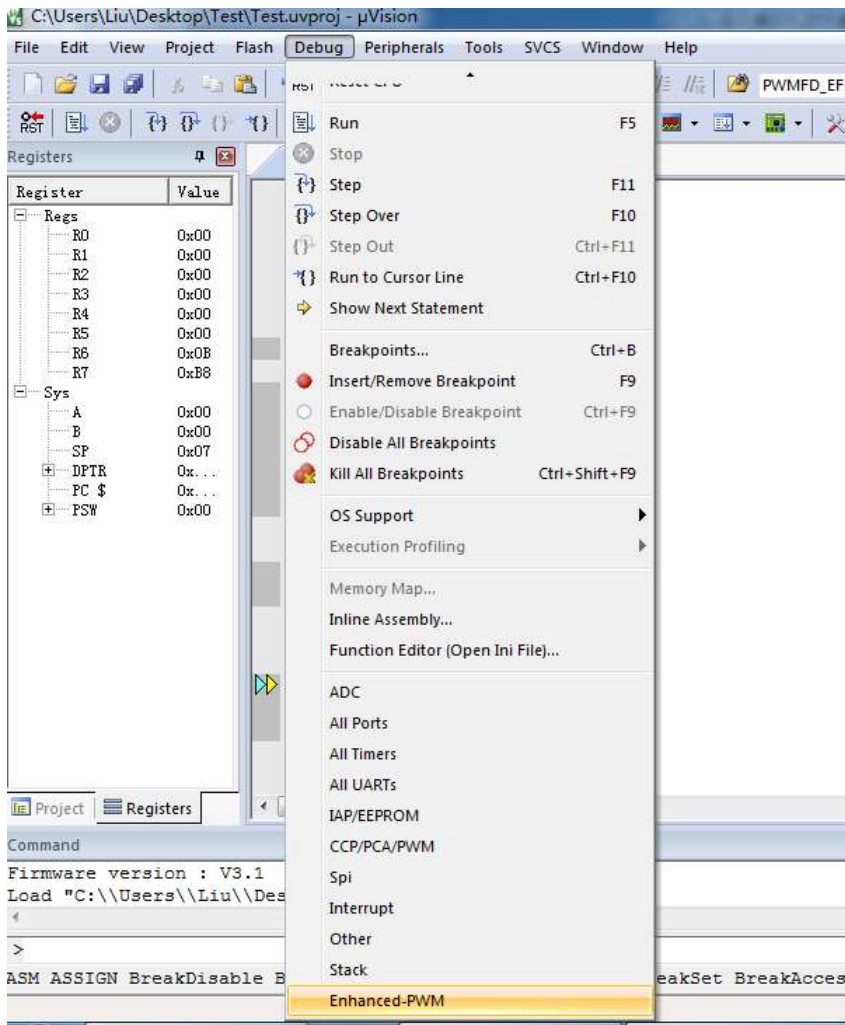 C:\Users\Liu\Desktop\Test\Test.uvproj - µVision
File Edit View Project Flash Debug Peripherals Tools SVCS Window Help
RST
PWMFD_EF
RST
Registers
Register Value
Regs
R0 0x00
R1 0x00
R2 0x00
R3 0x00
R4 0x00
R5 0x00
R6 0x0B
R7 0xB8
Sys
A 0x00
B 0x00
SP 0x07
DPTR 0x...
PC $ 0x...
PSW 0x00
Project Registers
Run F5
Stop
Step F11
Step Over F10
Step Out Ctrl+F11
Run to Cursor Line Ctrl+F10
Show Next Statement
Breakpoints... Ctrl+B
Insert/Remove Breakpoint F9
Enable/Disable Breakpoint Ctrl+F9
Disable All Breakpoints
Kill All Breakpoints Ctrl+Shift+F9
OS Support
Execution Profiling
Memory Map...
Inline Assembly...
Function Editor (Open Ini File)...
ADC
All Ports
All Timers
All UARTs
IAP/EEPROM
CCP/PCA/PWM
Spi
Interrupt
Other
Stack
Enhanced-PWM
Command
Firmware version : V3.1
Load "C:\\Users\\Liu\\Des
>
ASM ASSIGN BreakDisable B eakSet BreakAcces